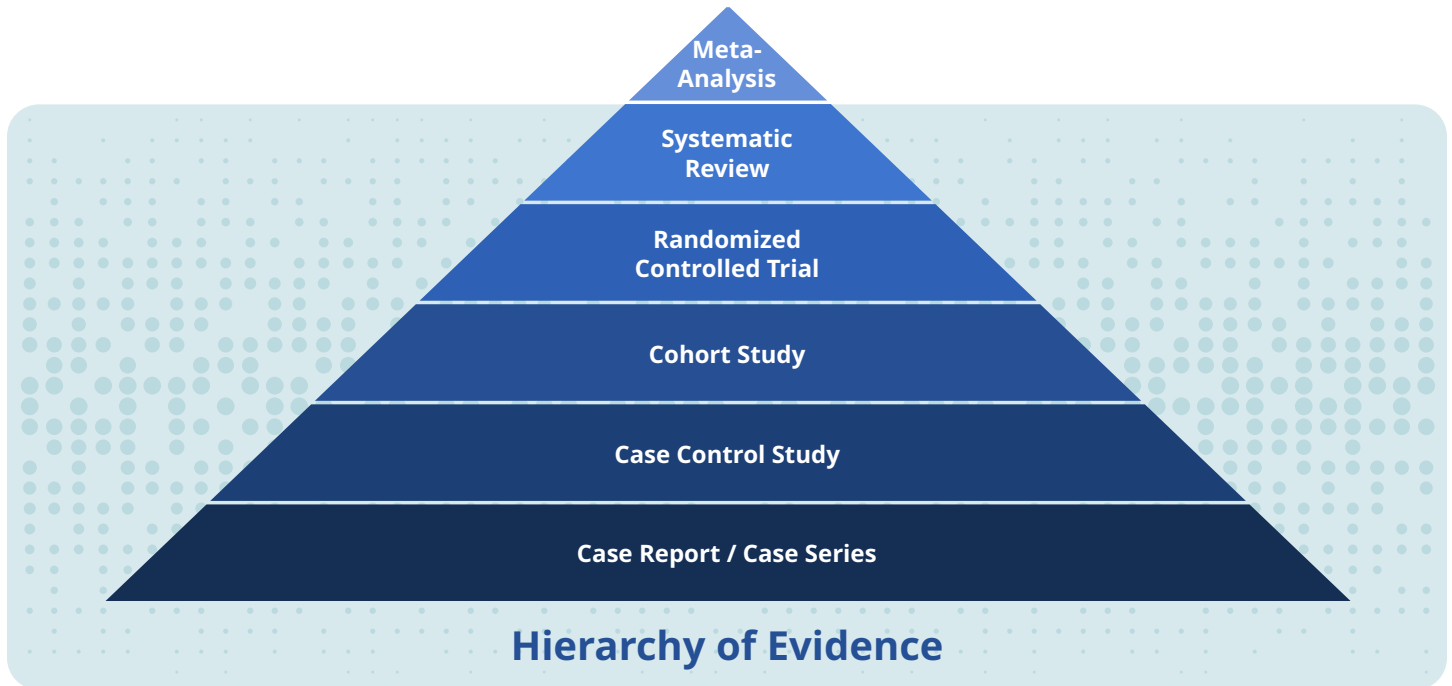 Meta-
Analysis
Systematic
Review
Randomized
Controlled Trial
Cohort Study
Case Control Study
Case Report / Case Series
Hierarchy of Evidence